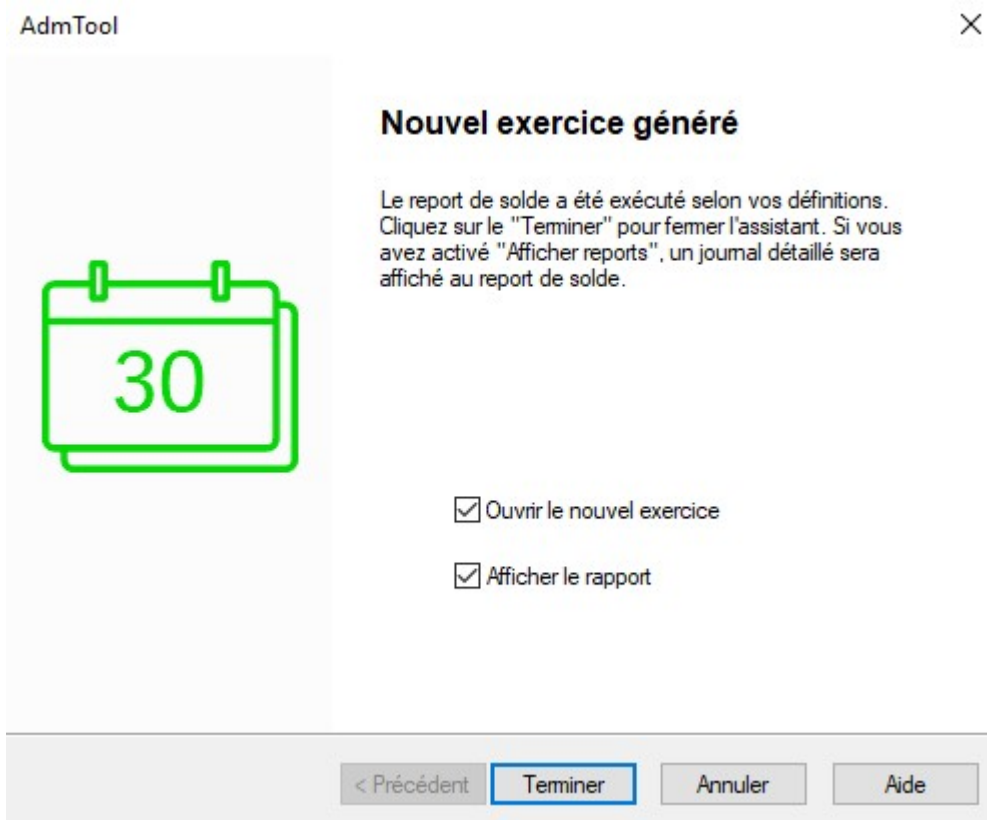 AdmTool
Nouvel exercice généré
Le report de solde a été exécuté selon vos définitions.
Cliquez sur le "Terminer" pour fermer l'assistant. Si vous
avez activé "Afficher reports", un journal détaillé sera
affiché au report de solde.
30
Ouvrir le nouvel exercice
Afficher le rapport
< Précédent
Terminer
Annuler
Aide